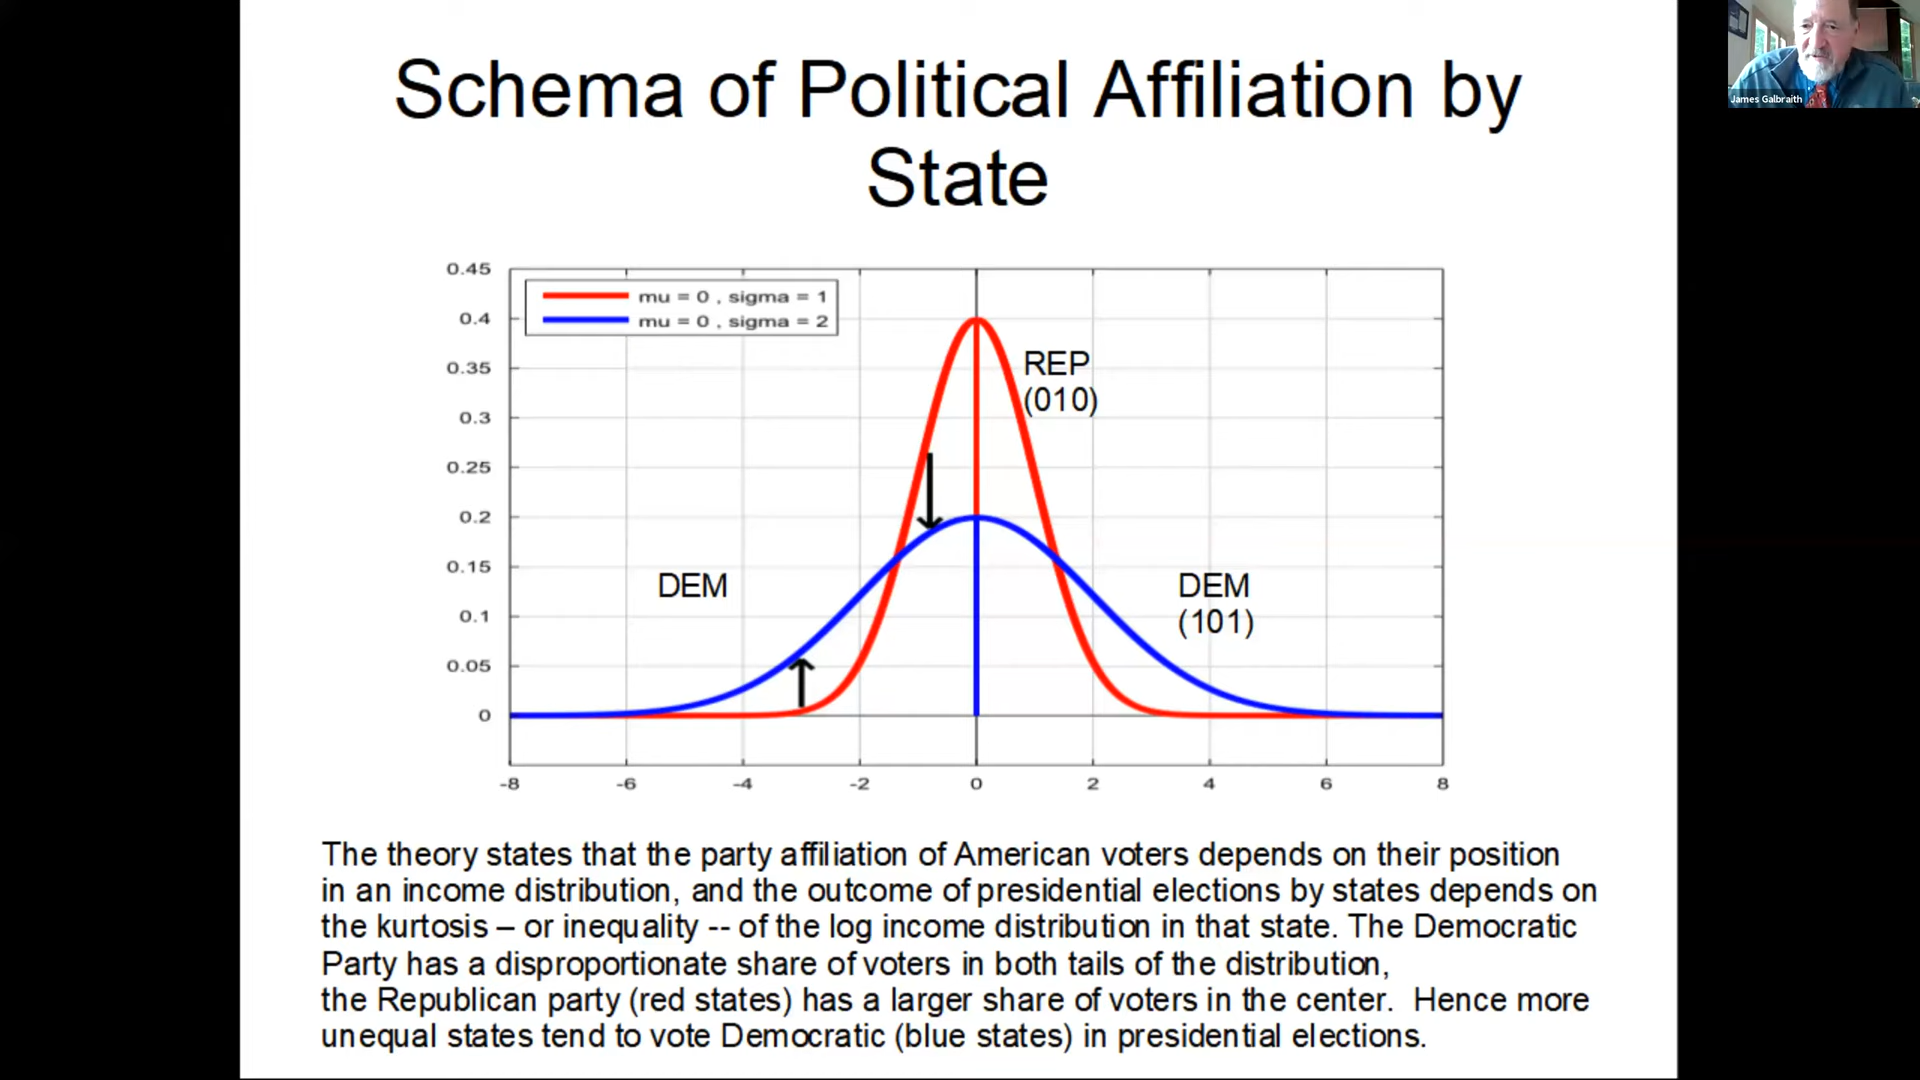 Schema of Political Affiliation by
State
James Galbraith
0.45
mu = 0 , sigma = 1
mu = 0 , sigma = 2
0.4
0.35
0.3
0.25
0.2
0.15
0.1
0.05
0
REP
(010)
DEM
DEM
(101)
-8 -6 -4 -2 0 2 4 6 8
The theory states that the party affiliation of American voters depends on their position
in an income distribution, and the outcome of presidential elections by states depends on
the kurtosis – or inequality -- of the log income distribution in that state. The Democratic
Party has a disproportionate share of voters in both tails of the distribution,
the Republican party (red states) has a larger share of voters in the center. Hence more
unequal states tend to vote Democratic (blue states) in presidential elections.